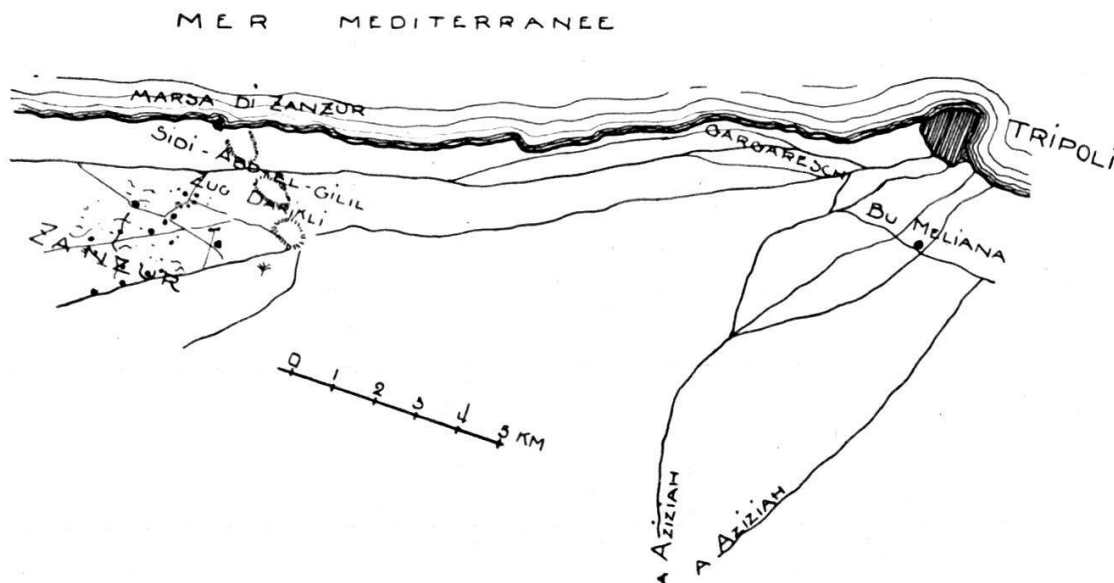 MER MEDITERRANEE
MARSA DI ZANZUR
TRIPOLI
GARGARESCH
SIDI-ABD-EL-GILIL
ZUG
DARIKLI
BU MELIANA
ZANZUR
0 1 2 3 4 5 KM
A AZIZIAH
A AZIZIAH